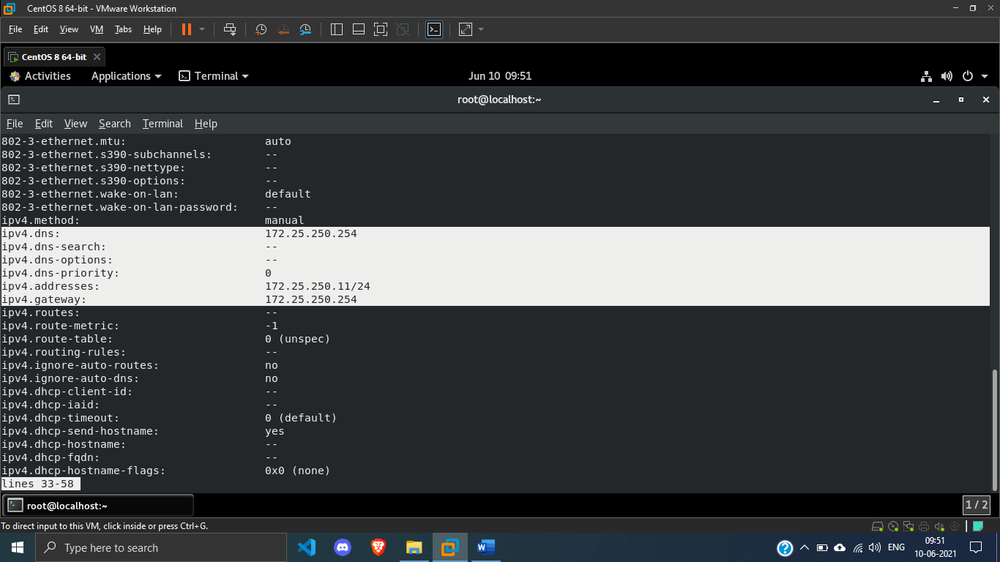 CentOS 8 64-bit - VMware Workstation
File Edit View VM Tabs Help
CentOS 8 64-bit
Activities Applications Terminal Jun 10 09:51
root@localhost:~
File Edit View Search Terminal Help
802-3-ethernet.mtu: auto
802-3-ethernet.s390-subchannels: --
802-3-ethernet.s390-nettype: --
802-3-ethernet.s390-options: --
802-3-ethernet.wake-on-lan: default
802-3-ethernet.wake-on-lan-password: --
ipv4.method: manual
ipv4.dns: 172.25.250.254
ipv4.dns-search: --
ipv4.dns-options: --
ipv4.dns-priority: 0
ipv4.addresses: 172.25.250.11/24
ipv4.gateway: 172.25.250.254
ipv4.routes: --
ipv4.route-metric: -1
ipv4.route-table: 0 (unspec)
ipv4.routing-rules: --
ipv4.ignore-auto-routes: no
ipv4.ignore-auto-dns: no
ipv4.dhcp-client-id: --
ipv4.dhcp-iaid: --
ipv4.dhcp-timeout: 0 (default)
ipv4.dhcp-send-hostname: yes
ipv4.dhcp-hostname: --
ipv4.dhcp-fqdn: --
ipv4.dhcp-hostname-flags: 0x0 (none)
lines 33-58
root@localhost:~ 1 / 2
To direct input to this VM, click inside or press Ctrl+G.
Type here to search ENG 09:51
10-06-2021